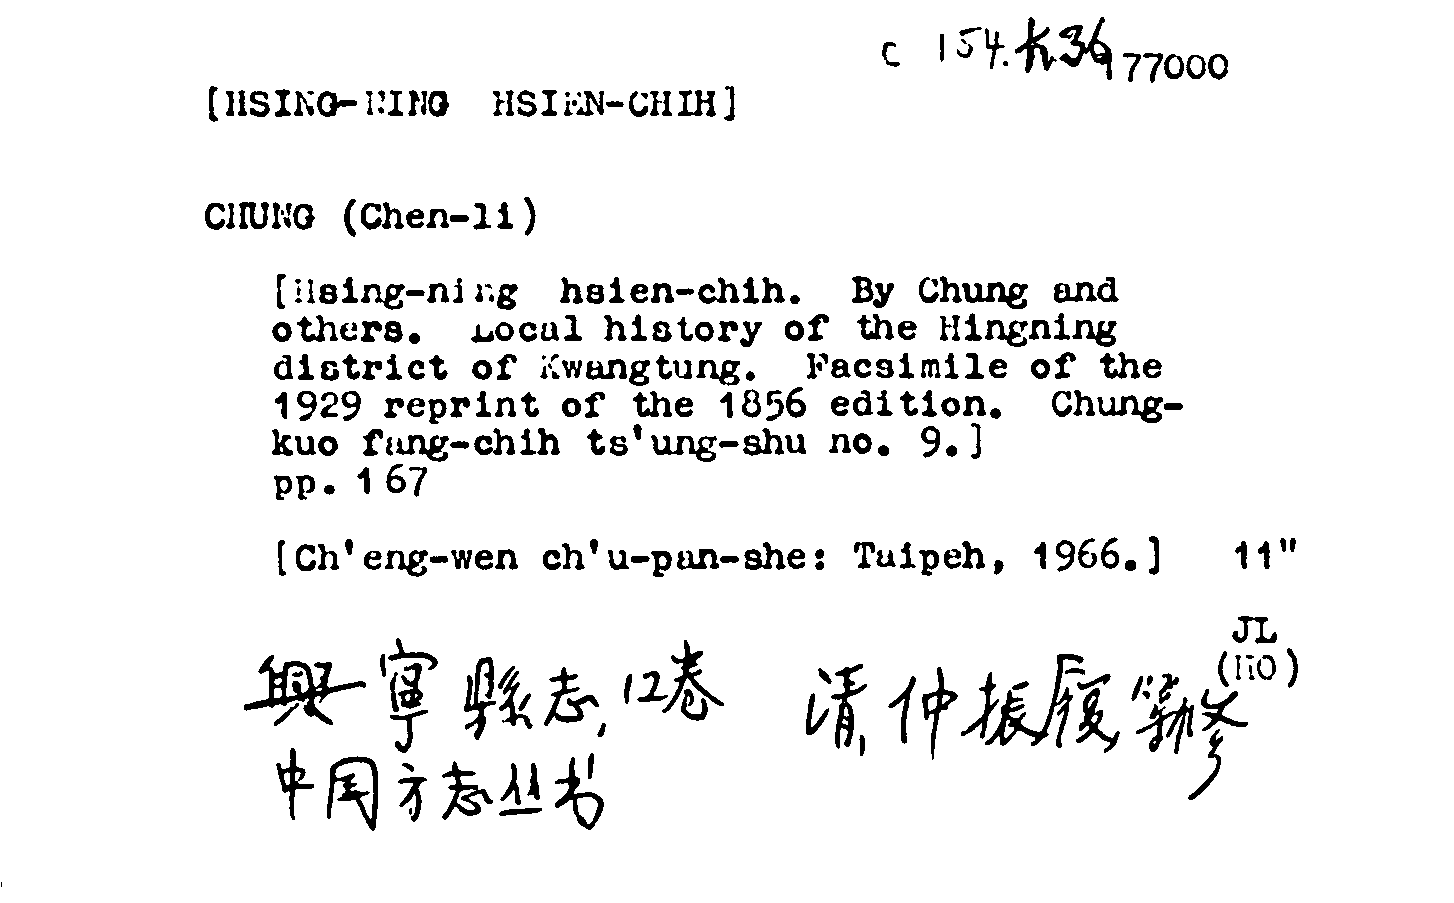 C 154.k36 177000
[HSING-NING HSIEN-CHIH]
CHUNG (Chen-li)
[Hsing-ning hsien-chih. By Chung and
others. Local history of the Hingning
district of Kwangtung. Facsimile of the
1929 reprint of the 1856 edition. Chung-
kuo fang-chih ts'ung-shu no. 9.]
pp. 167
[Ch'eng-wen ch'u-pan-she: Taipeh, 1966.] 11"
JL
(HO)
興寧縣志, 12卷 清, 仲振履纂修
中国方志丛书